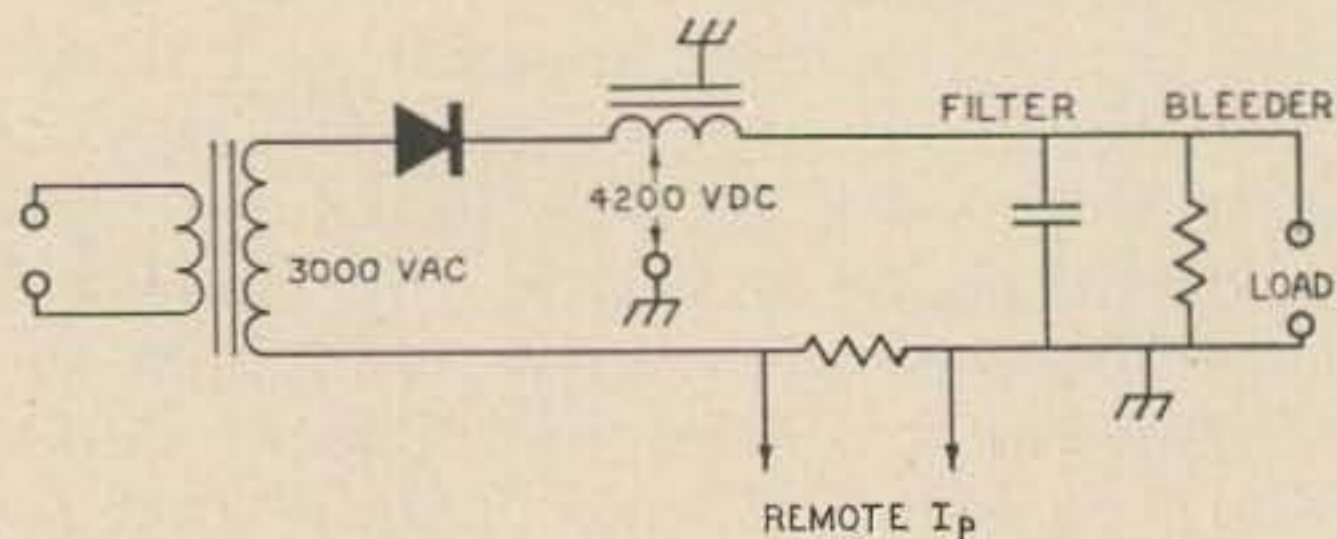 FILTER
BLEEDER
4200 VDC
3000 VAC
LOAD
REMOTE Ip